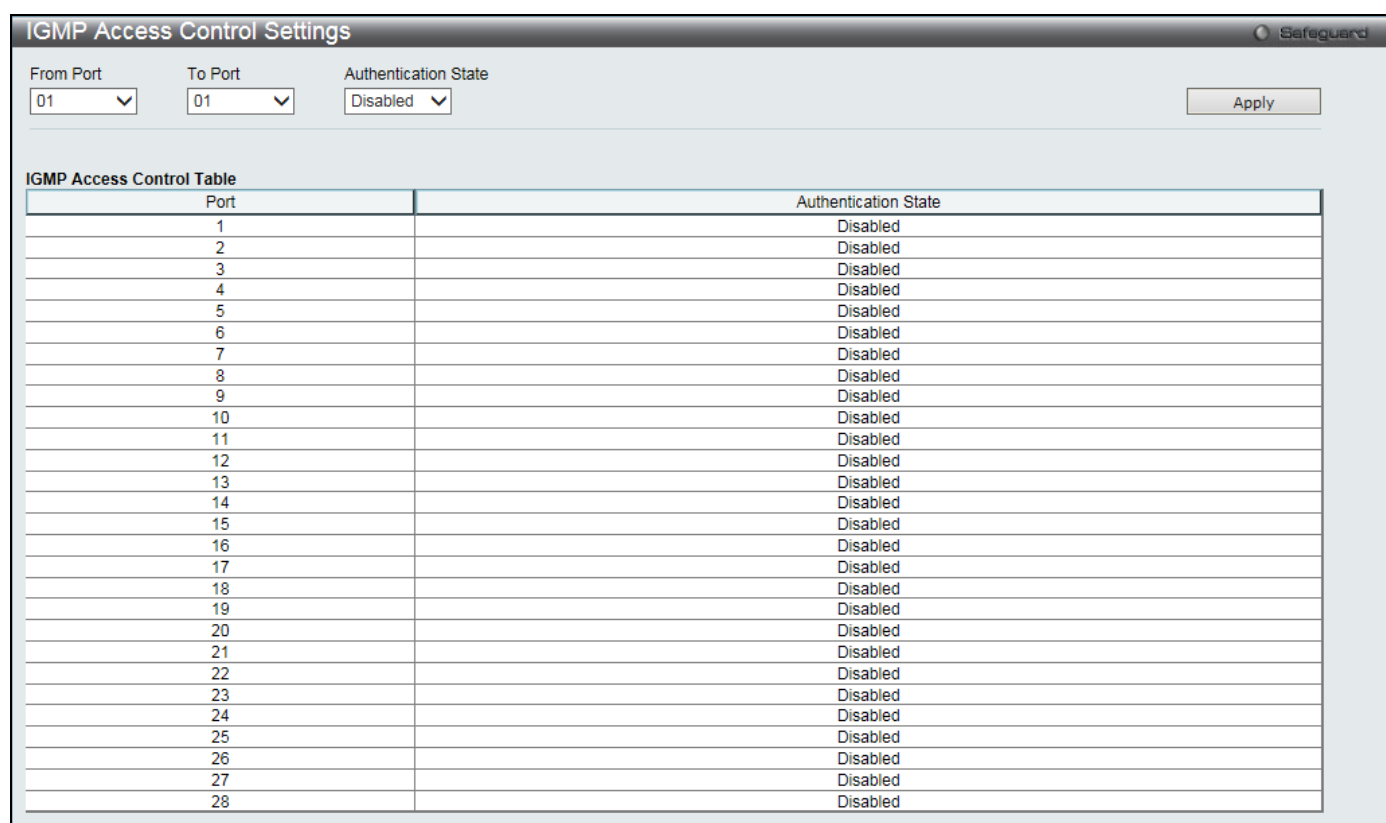 IGMP Access Control Settings
Safeguard
From Port To Port Authentication State
01 01 Disabled Apply
IGMP Access Control Table
Port Authentication State
1 Disabled
2 Disabled
3 Disabled
4 Disabled
5 Disabled
6 Disabled
7 Disabled
8 Disabled
9 Disabled
10 Disabled
11 Disabled
12 Disabled
13 Disabled
14 Disabled
15 Disabled
16 Disabled
17 Disabled
18 Disabled
19 Disabled
20 Disabled
21 Disabled
22 Disabled
23 Disabled
24 Disabled
25 Disabled
26 Disabled
27 Disabled
28 Disabled